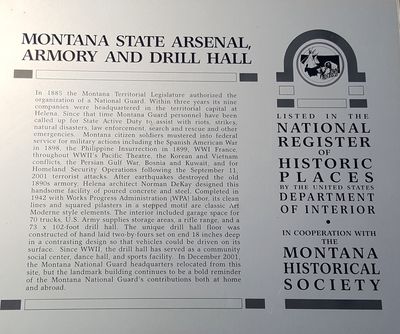 MONTANA STATE ARSENAL,
ARMORY AND DRILL HALL
In 1885 the Montana Territorial Legislature authorized the
organization of a National Guard. Within three years its nine
companies were headquartered in the territorial capital at
Helena. Since that time Montana Guard personnel have been
called up for State Active Duty to assist with riots, strikes,
natural disasters, law enforcement, search and rescue and other
emergencies. Montana citizen soldiers mustered into federal
service for military actions including the Spanish American War
in 1898, the Philippine Insurrection in 1899, WWI France,
throughout WWII's Pacific Theatre, the Korean and Vietnam
conflicts, the Persian Gulf War, Bosnia and Kuwait, and for
Homeland Security Operations following the September 11,
2001 terrorist attacks. After earthquakes destroyed the old
1890s armory, Helena architect Norman DeKay designed this
handsome facility of poured concrete and steel. Completed in
1942 with Works Progress Administration (WPA) labor, its clean
lines and squared pilasters in a stepped motif are classic Art
Moderne style elements. The interior included garage space for
70 trucks, U.S. Army supplies storage areas, a rifle range, and a
73 x 102-foot drill hall. The unique drill hall floor was
constructed of hand laid two-by-fours set on end 18 inches deep
in a contrasting design so that vehicles could be driven on its
surface. Since WWII, the drill hall has served as a community
social center, dance hall, and sports facility. In December 2001,
the Montana National Guard headquarters relocated from this
site, but the landmark building continues to be a bold reminder
of the Montana National Guard's contributions both at home
and abroad.
LISTED IN THE
NATIONAL
REGISTER
OF
HISTORIC
PLACES
BY THE UNITED STATES
DEPARTMENT
OF INTERIOR
•
IN COOPERATION WITH
THE
MONTANA
HISTORICAL
SOCIETY